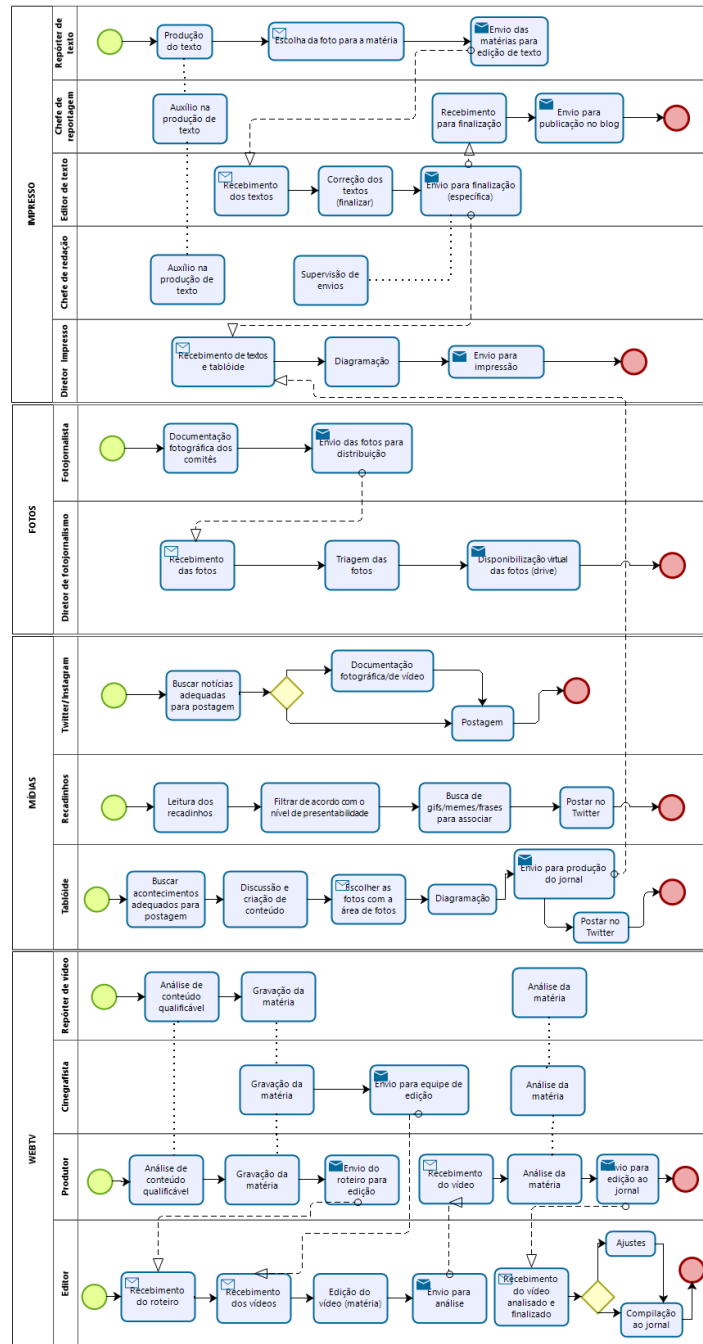 IMPRESSO
Repórter de
texto
Produção
do texto
Escolha da foto para a matéria
Envio das
matérias para
edição de texto
Chefe de
reportagem
Auxílio na
produção de
texto
Recebimento
para finalização
Envio para
publicação no blog
Editor de texto
Recebimento
dos textos
Correção dos
textos
(finalizar)
Envio para finalização
(específica)
Chefe de redação
Auxílio na
produção de
texto
Supervisão de
envios
Diretor Impresso
Recebimento de textos
e tablóide
Diagramação
Envio para
impressão
FOTOS
Fotojornalista
Documentação
fotográfica dos
comitês
Envio das fotos para
distribuição
Diretor de fotojornalismo
Recebimento
das fotos
Triagem das
fotos
Disponibilização virtual
das fotos (drive)
MÍDIAS
Twitter/Instagram
Buscar notícias
adequadas
para postagem
Documentação
fotográfica/de vídeo
Postagem
Recadinhos
Leitura dos
recadinhos
Filtrar de acordo com o
nível de presentabilidade
Busca de
gifs/memes/frases
para associar
Postar no
Twitter
Tablóide
Buscar
acontecimentos
adequados para
postagem
Discussão e
criação de
conteúdo
Escolher as
fotos com a
área de fotos
Diagramação
Envio para produção
do jornal
Postar no
Twitter
WEBTV
Repórter de vídeo
Análise de
conteúdo
qualificável
Gravação da
matéria
Análise da
matéria
Cinegrafista
Gravação da
matéria
Envio para equipe de
edição
Análise da
matéria
Produtor
Análise de
conteúdo
qualificável
Gravação da
matéria
Envio do
roteiro para
edição
Recebimento
do vídeo
Análise da
matéria
Envio para
edição ao
jornal
Editor
Recebimento
do roteiro
Recebimento
dos vídeos
Edição do
vídeo (matéria)
Envio para
análise
Recebimento
do vídeo
analisado e
finalizado
Ajustes
Compilação
ao jornal